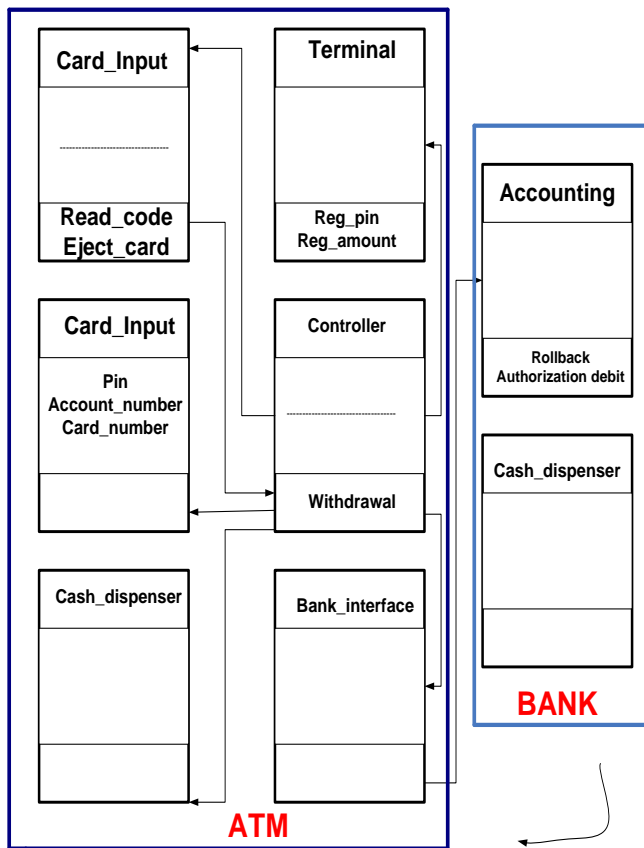 Card_Input
Read_code
Eject_card
Terminal
Reg_pin
Reg_amount
Card_Input
Pin
Account_number
Card_number
Controller
Withdrawal
Cash_dispenser
Bank_interface
ATM
Accounting
Rollback
Authorization debit
Cash_dispenser
BANK